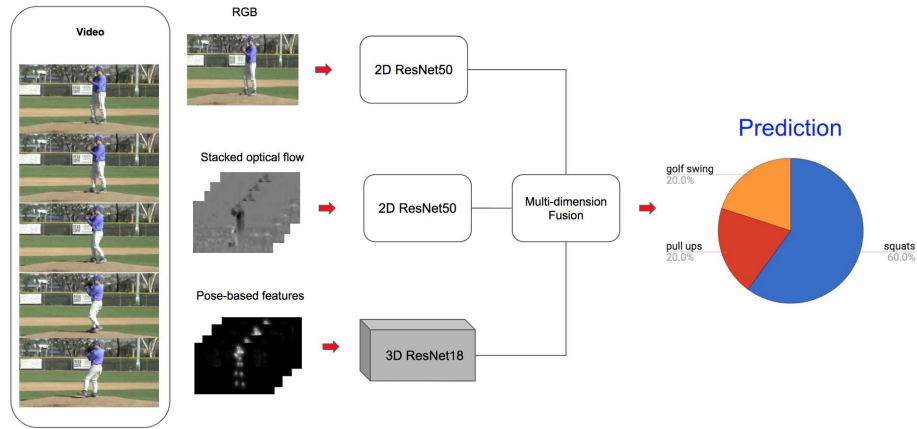 Video
RGB
2D ResNet50
Stacked optical flow
2D ResNet50
Pose-based features
3D ResNet18
Multi-dimension
Fusion
Prediction
golf swing
20.0%
pull ups
20.0%
squats
60.0%